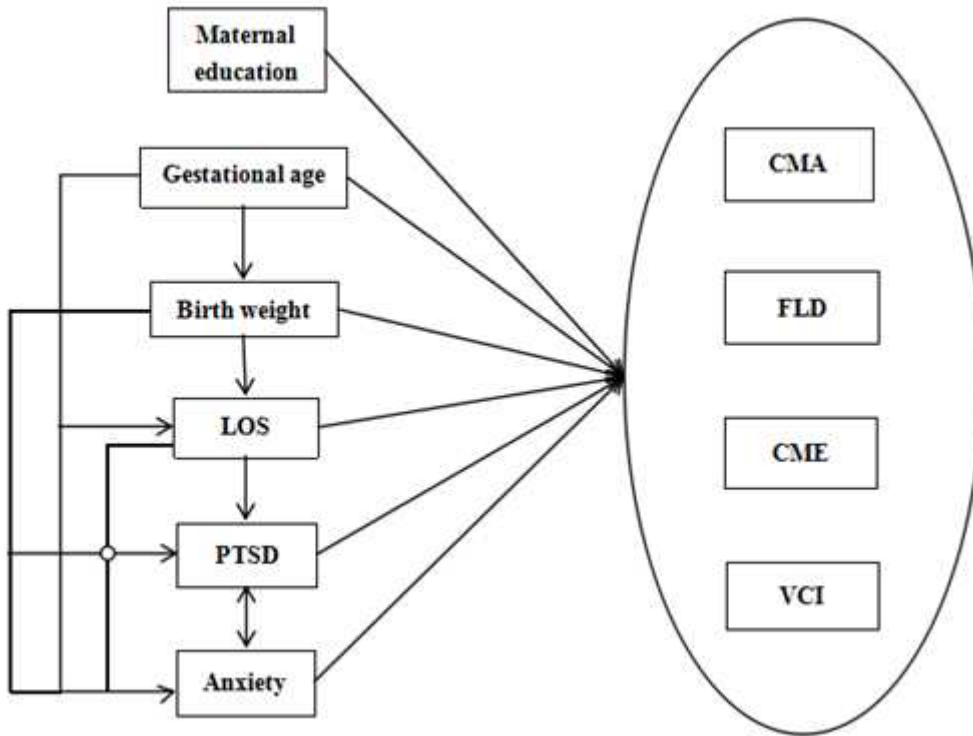 Maternal
education
Gestational age
Birth weight
LOS
PTSD
Anxiety
CMA
FLD
CME
VCI